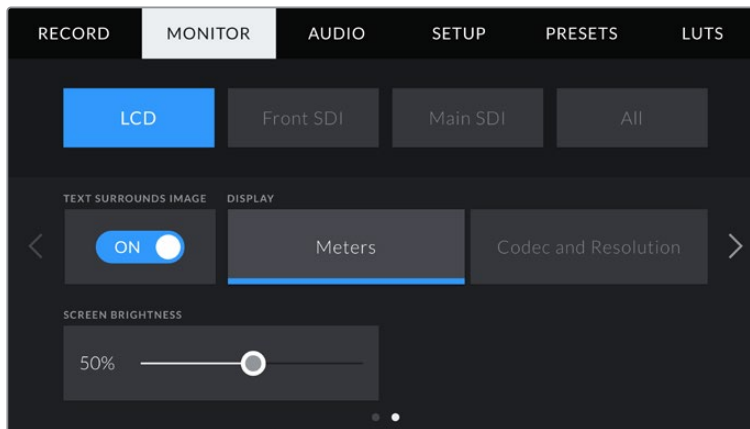 RECORD MONITOR AUDIO SETUP PRESETS LUTS
LCD Front SDI Main SDI All
TEXT SURROUNDS IMAGE DISPLAY
ON Meters Codec and Resolution
SCREEN BRIGHTNESS
50%